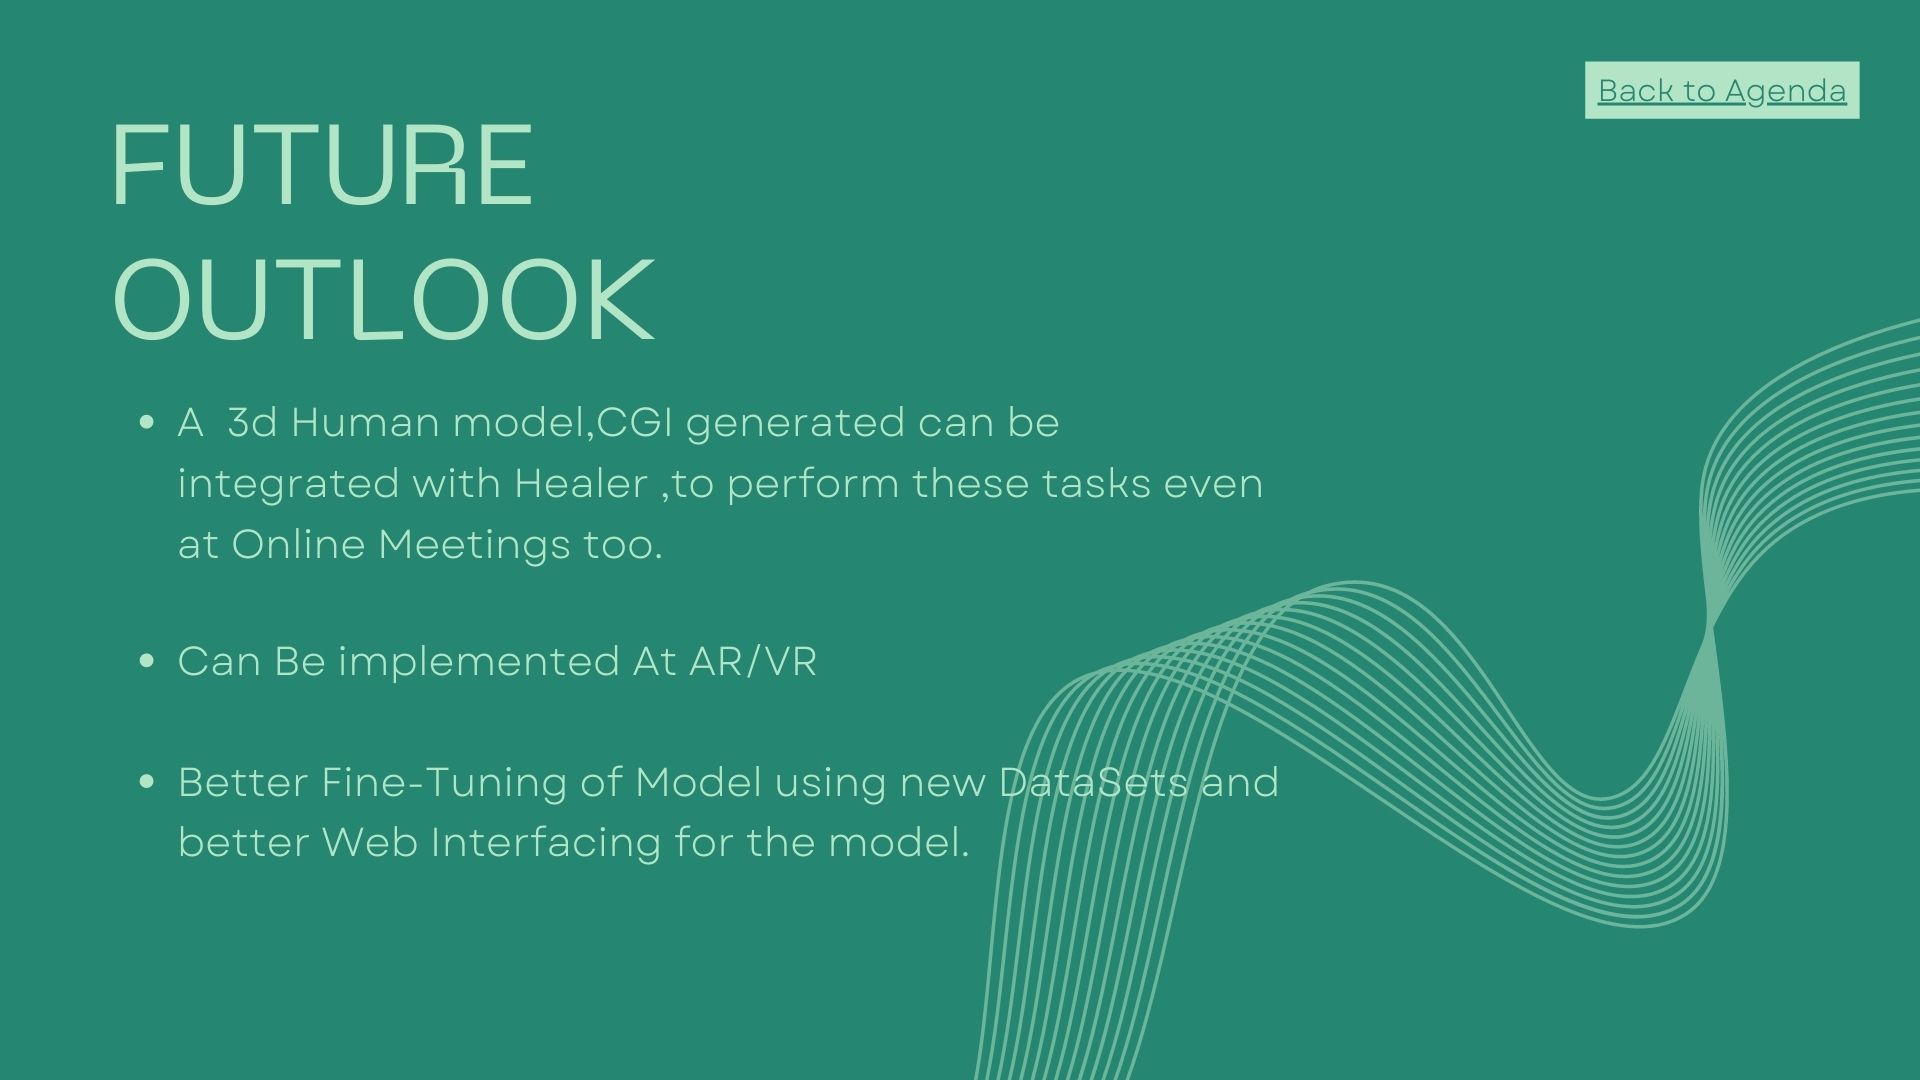 Back to Agenda
FUTURE
OUTLOOK
• A  3d Human model,CGI generated can be
integrated with Healer ,to perform these tasks even
at Online Meetings too.
• Can Be implemented At AR/VR
• Better Fine-Tuning of Model using new DataSets and
better Web Interfacing for the model.